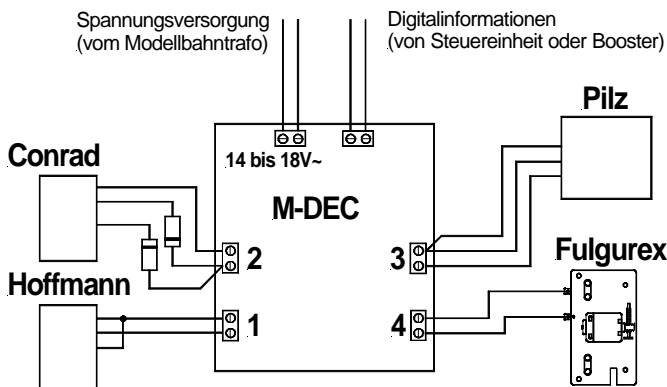 Spannungsversorgung
(vom Modellbahntrafo)
Digitalinformationen
(von Steuereinheit oder Booster)
Pilz
Conrad
14 bis 18V~
M-DEC
2
3
Fulgurex
Hoffmann
1
4